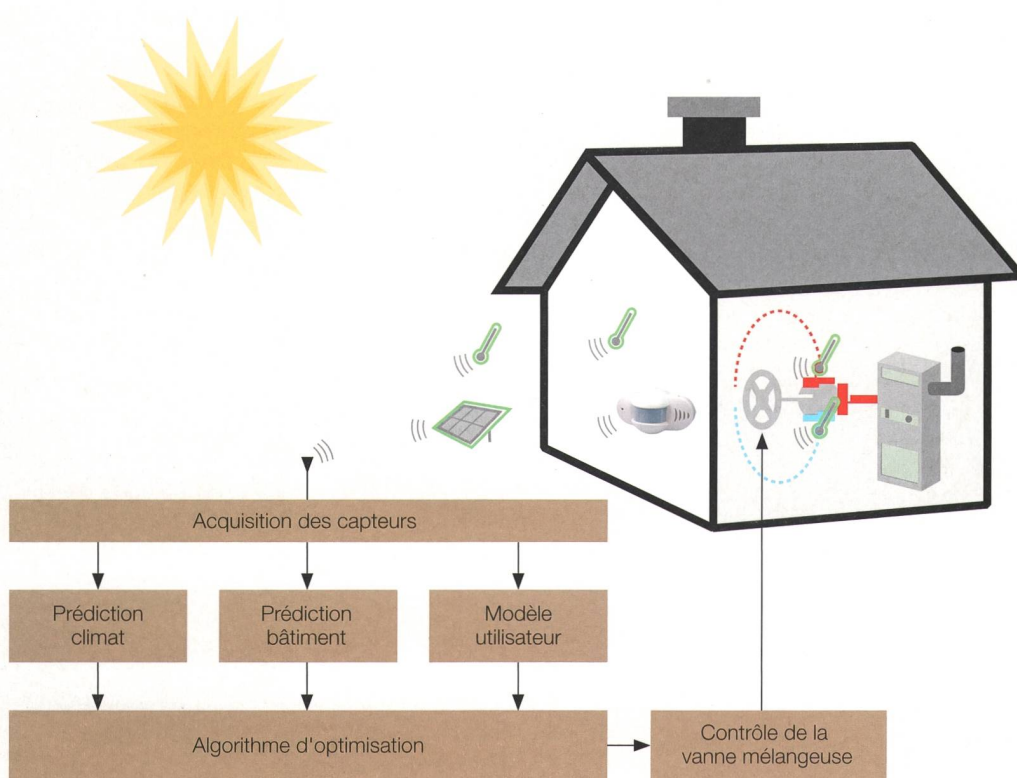 Acquisition des capteurs
Prédiction
climat
Prédiction
bâtiment
Modèle
utilisateur
Algorithme d'optimisation
Contrôle de la
vanne mélangeuse